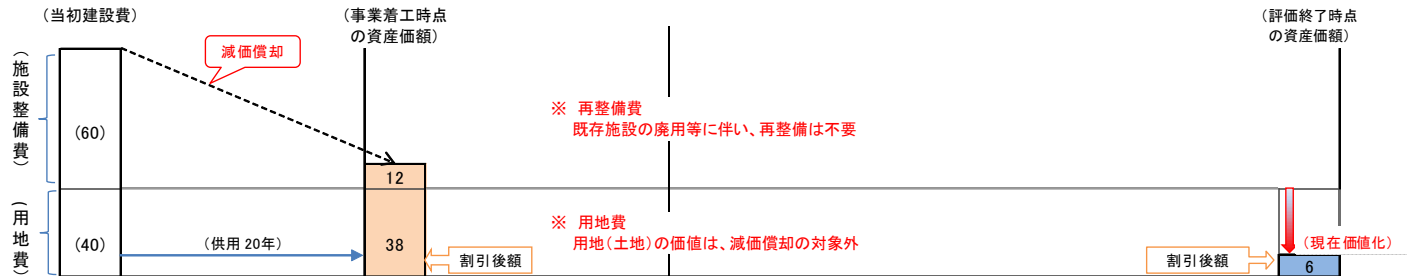 (当初建設費)
(事業着工時点
の資産価額)
(評価終了時点
の資産価額)
減価償却
(施設整備費)
(60)
※ 再整備費
既存施設の廃用等に伴い、再整備は不要
12
(用地費)
(40)
(供用 20年)
38
割引後額
※ 用地費
用地(土地)の価値は、減価償却の対象外
割引後額
(現在価値化)
6